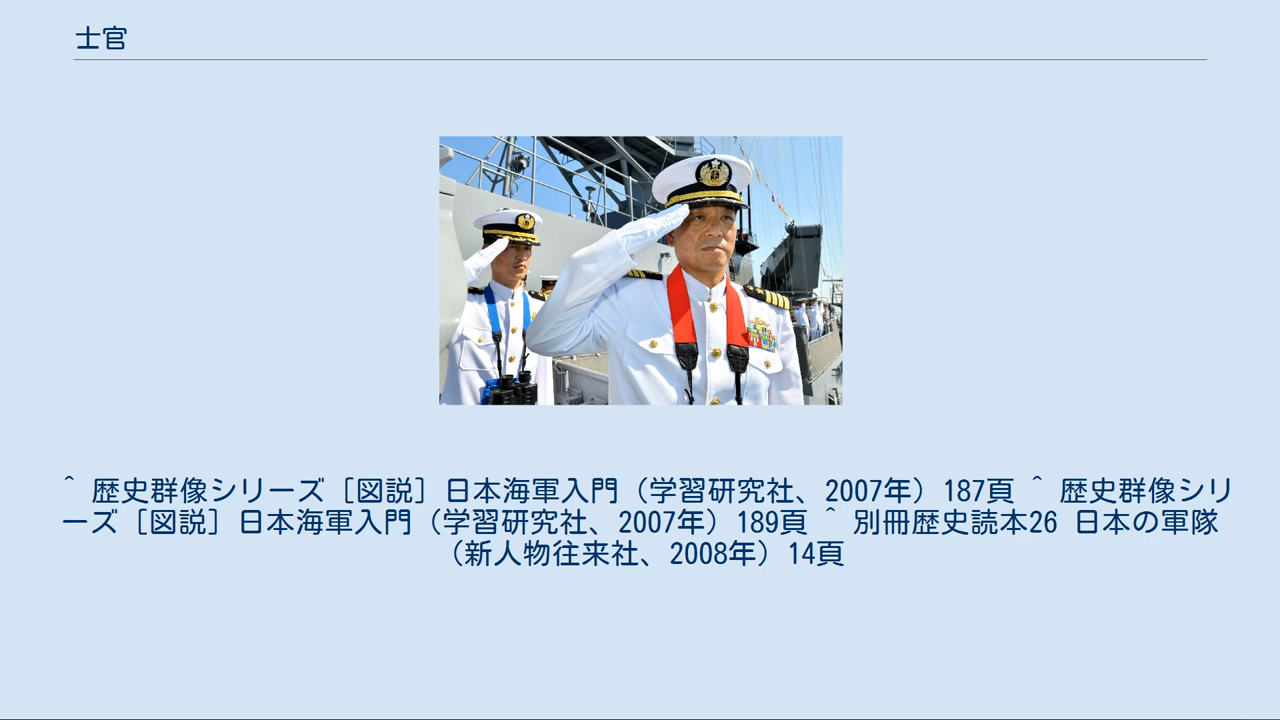 士官
^ 歴史群像シリーズ［図説］日本海軍入門（学習研究社、2007年）187頁 ^ 歴史群像シリ
ーズ［図説］日本海軍入門（学習研究社、2007年）189頁 ^ 別冊歴史読本26 日本の軍隊
（新人物往来社、2008年）14頁